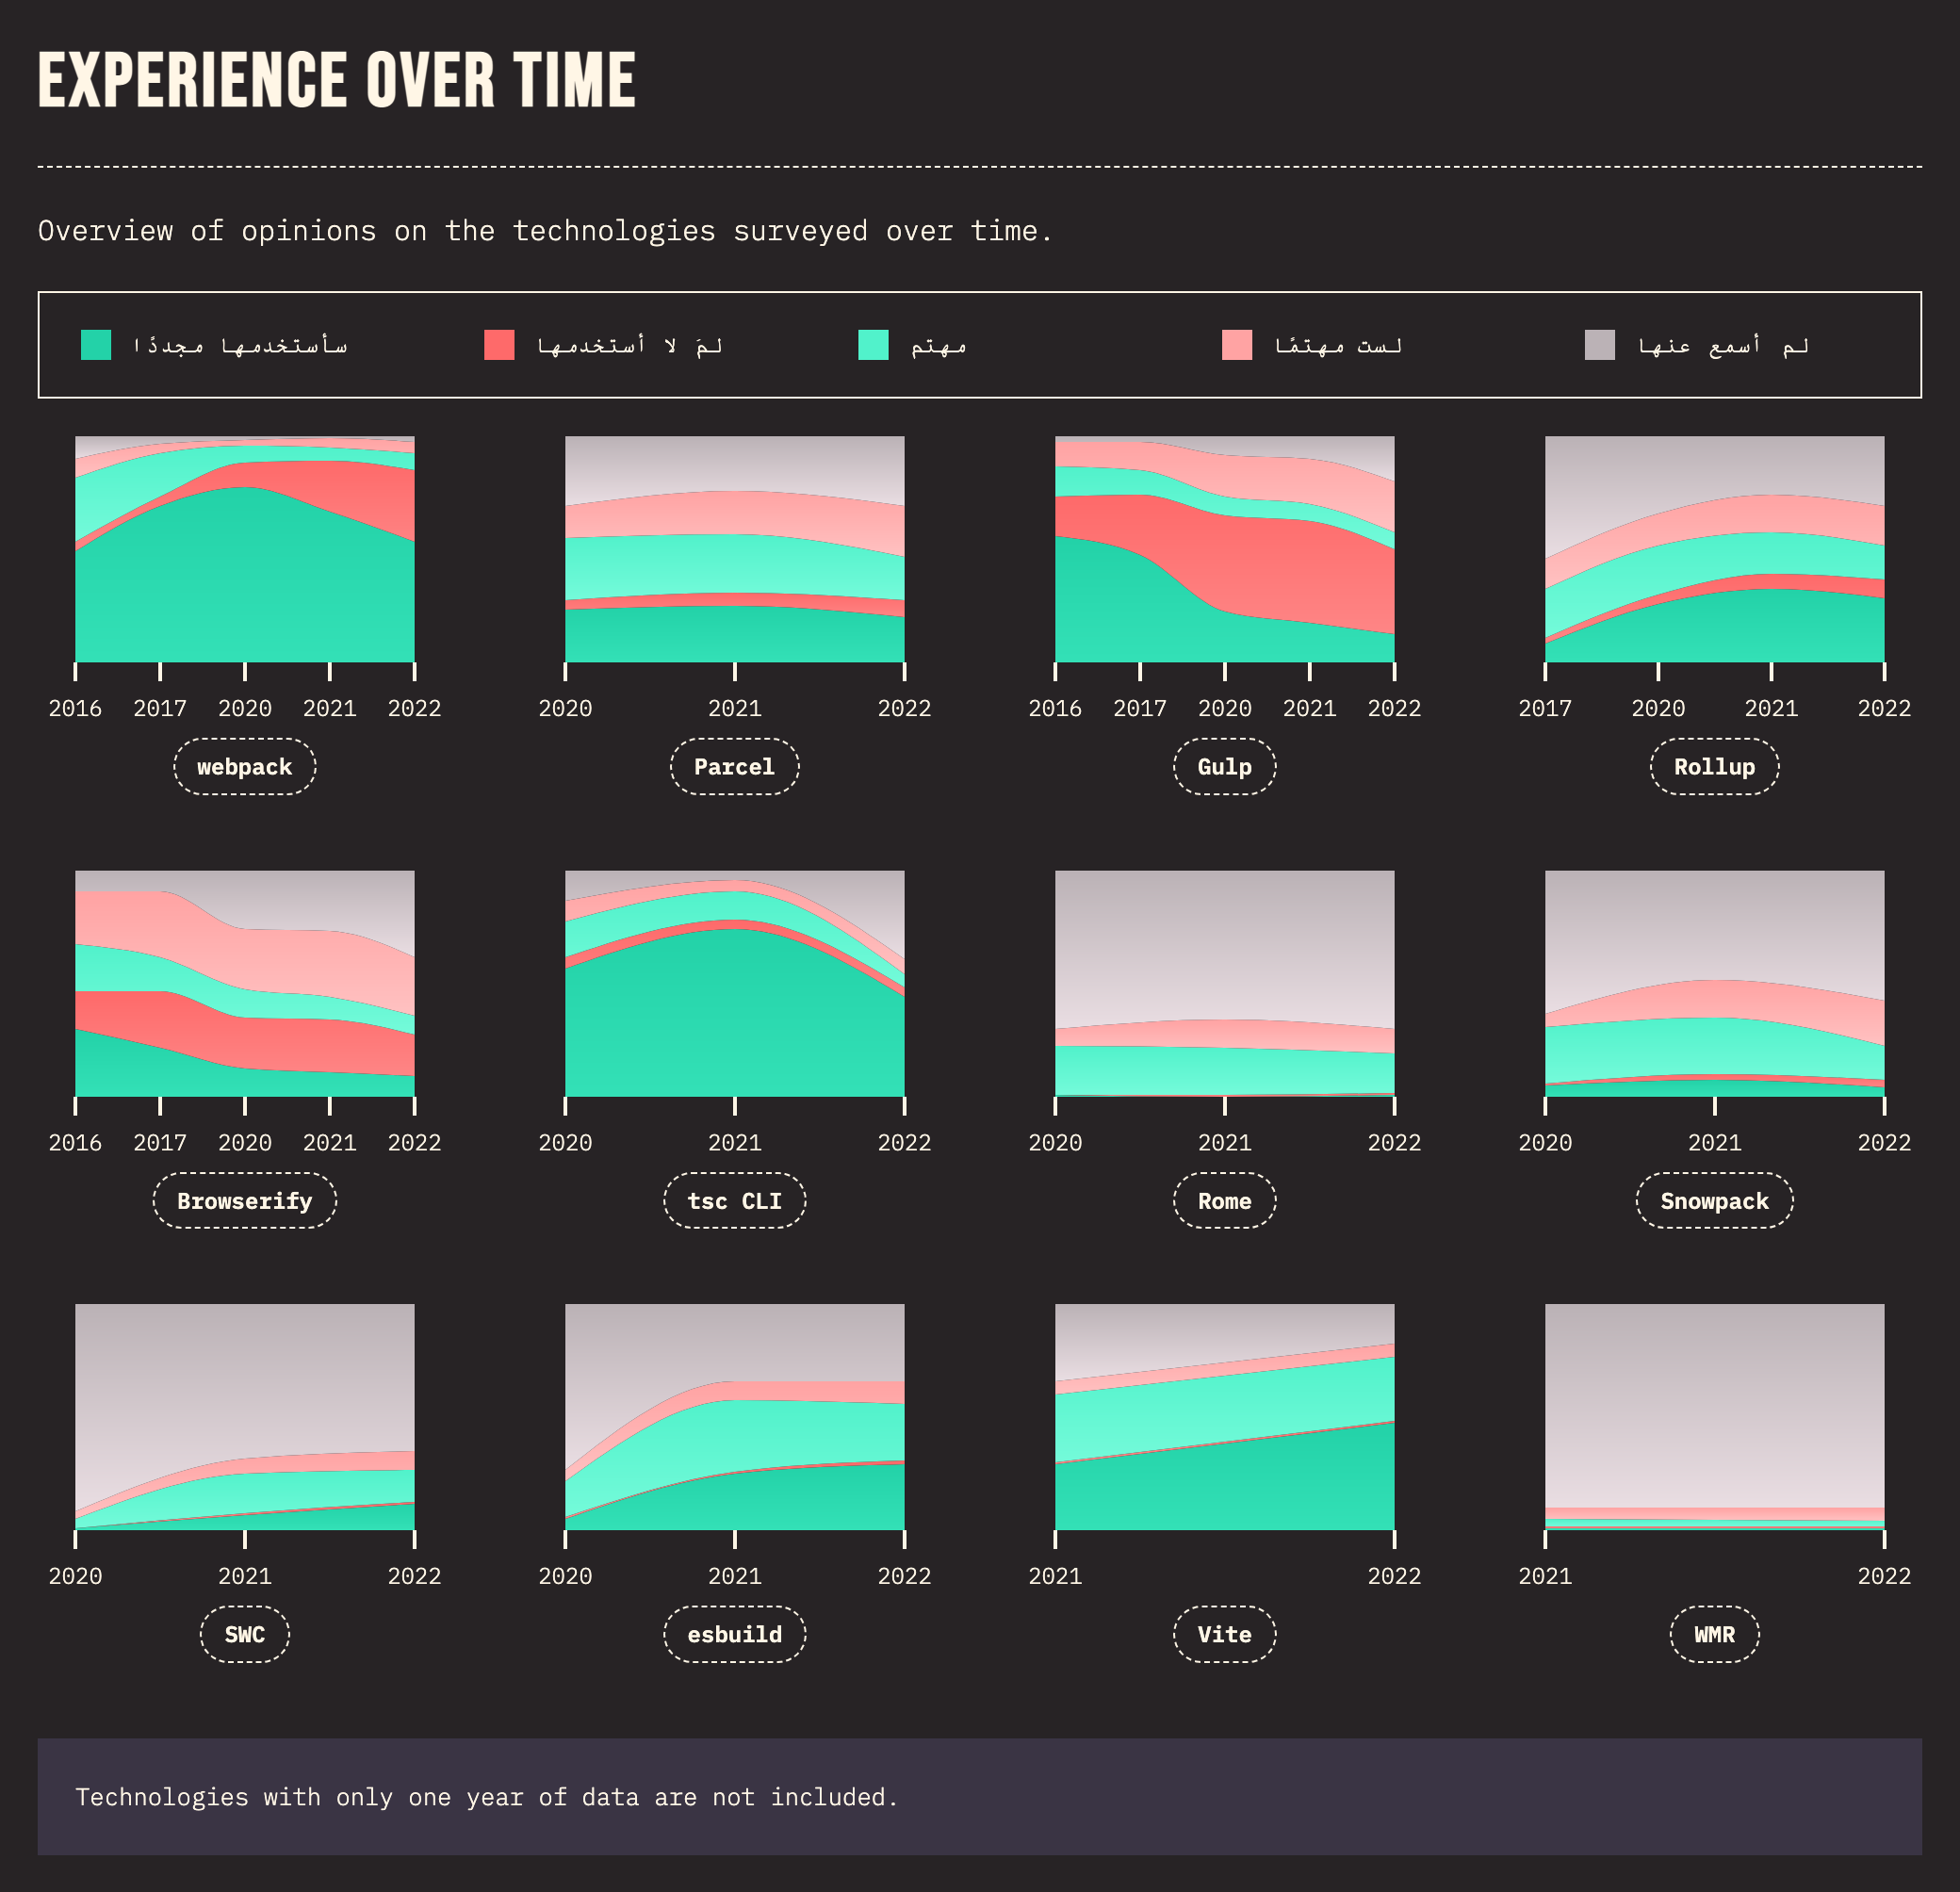 EXPERIENCE OVER TIME
Overview of opinions on the technologies surveyed over time.
سأستخدمها مجددًا
لمَ لا أستخدمها
مهتم
لست مهتمًا
لم أسمع عنها
2016 2017 2020 2021 2022
webpack
2020 2021 2022
Parcel
2016 2017 2020 2021 2022
Gulp
2017 2020 2021 2022
Rollup
2016 2017 2020 2021 2022
Browserify
2020 2021 2022
tsc CLI
2020 2021 2022
Rome
2020 2021 2022
Snowpack
2020 2021 2022
SWC
2020 2021 2022
esbuild
2021 2022
Vite
2021 2022
WMR
Technologies with only one year of data are not included.